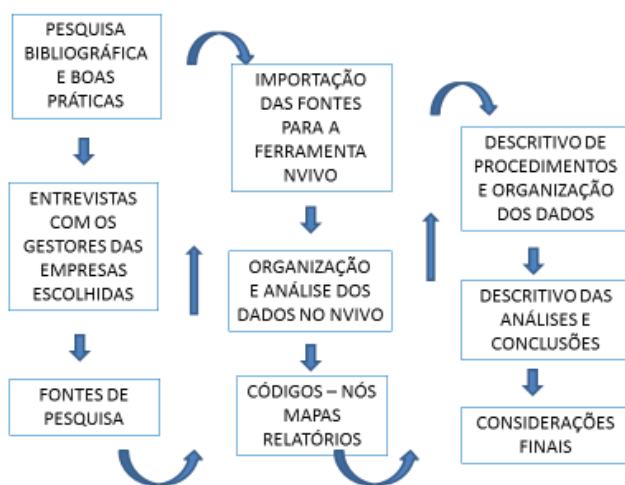 PESQUISA
BIBLIOGRÁFICA
E BOAS
PRÁTICAS
ENTREVISTAS
COM OS
GESTORES DAS
EMPRESAS
ESCOLHIDAS
FONTES DE
PESQUISA
IMPORTAÇÃO
DAS FONTES
PARA A
FERRAMENTA
NVIVO
ORGANIZAÇÃO
E ANÁLISE DOS
DADOS NO NVIVO
CÓDIGOS – NÓS
MAPAS
RELATÓRIOS
DESCRITIVO DE
PROCEDIMENTOS
E ORGANIZAÇÃO
DOS DADOS
DESCRITIVO DAS
ANÁLISES E
CONCLUSÕES
CONSIDERAÇÕES
FINAIS